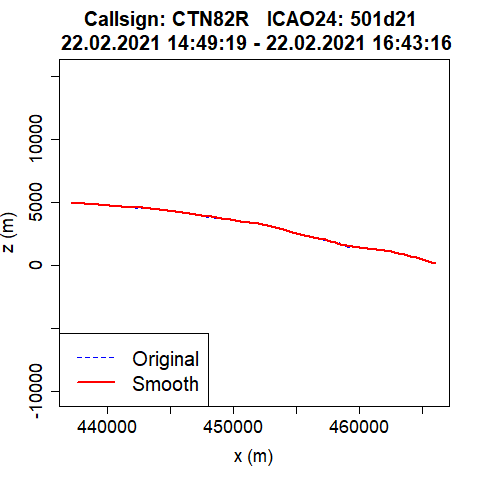 Callsign: CTN82R   ICAO24: 501d21
22.02.2021 14:49:19 - 22.02.2021 16:43:16
10000
5000
0
-10000
z (m)
Original
Smooth
440000
450000
460000
x (m)